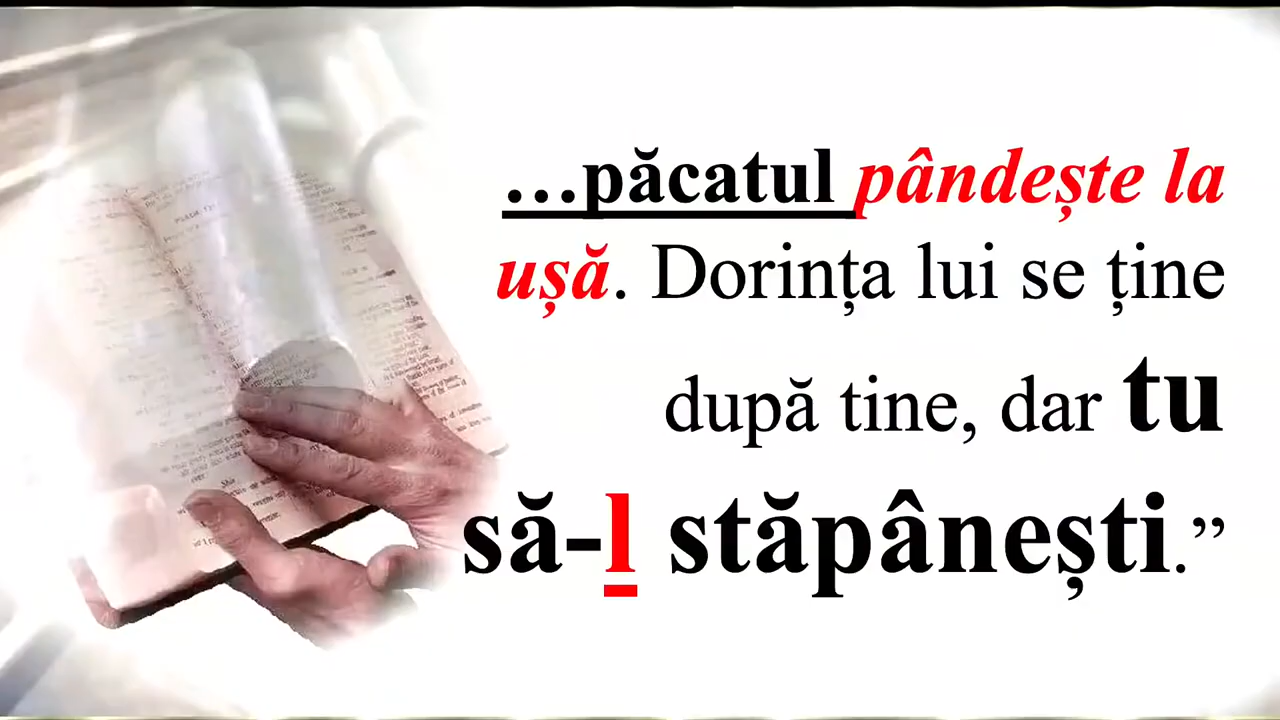 …păcatul pândește la
ușă. Dorința lui se ține
după tine, dar tu
să-l stăpânești.”